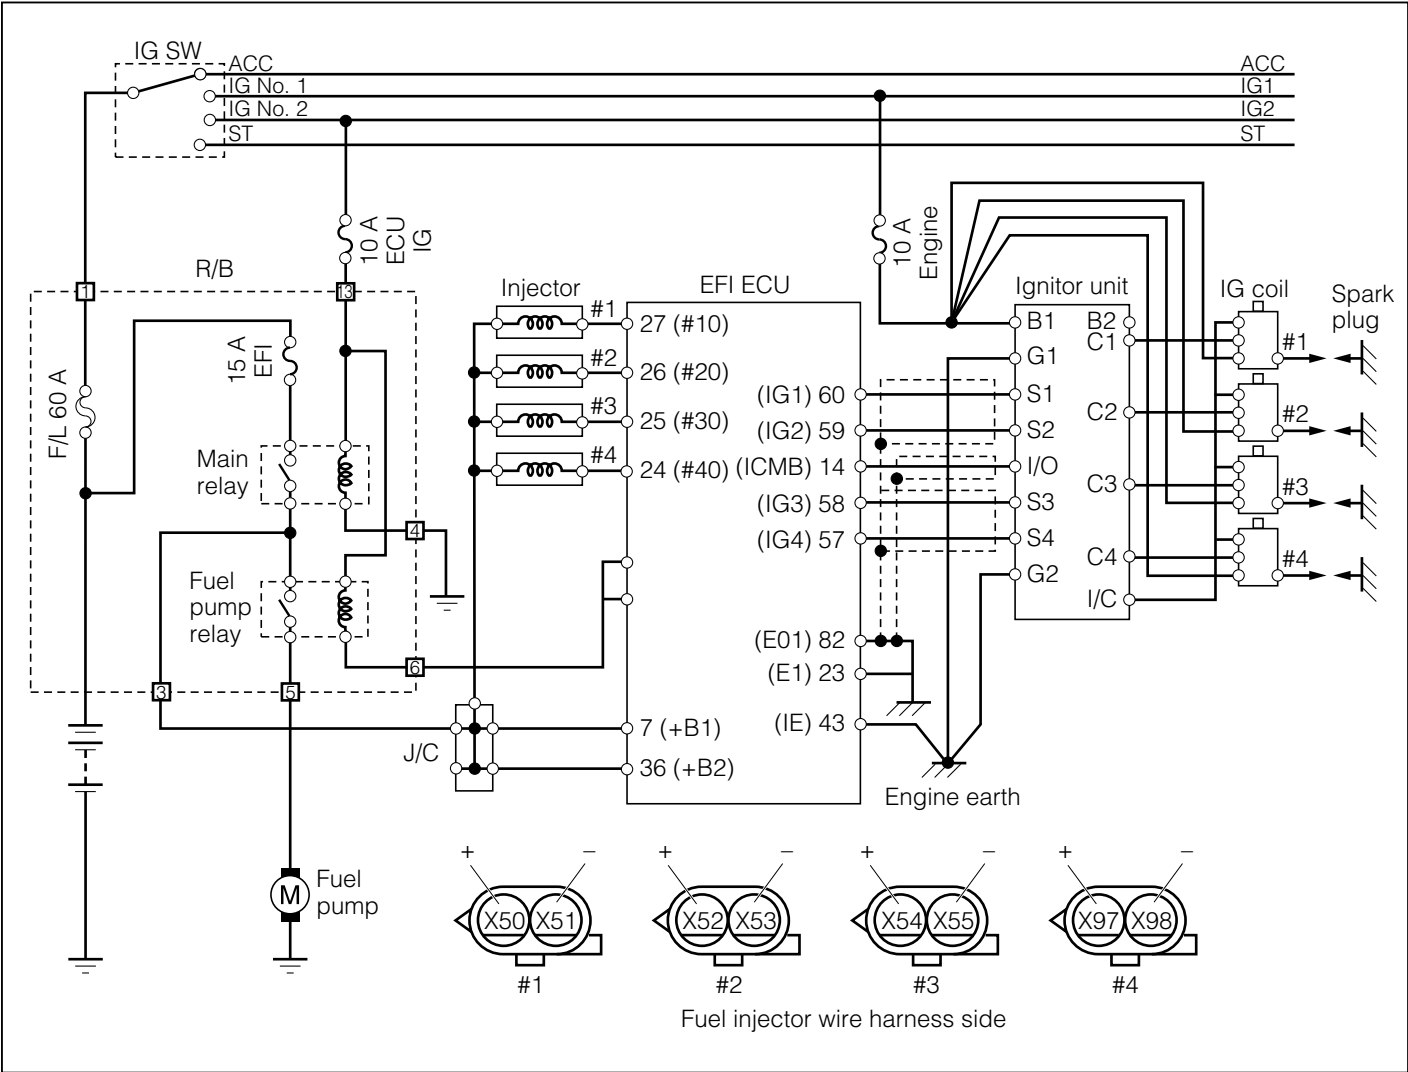 IG SW
ACC
IG No. 1
IG No. 2
ST
ACC
IG1
IG2
ST
10 A
ECU
IG
10 A
Engine
R/B
1
13
F/L 60 A
15 A
EFI
Main
relay
4
Fuel
pump
relay
6
3
5
J/C
M
Fuel
pump
Injector
#1
#2
#3
#4
EFI ECU
27 (#10)
26 (#20)
25 (#30)
24 (#40)
7 (+B1)
36 (+B2)
(IG1) 60
(IG2) 59
(ICMB) 14
(IG3) 58
(IG4) 57
(E01) 82
(E1) 23
(IE) 43
Engine earth
Ignitor unit
B1
G1
S1
S2
I/O
S3
S4
G2
B2
C1
C2
C3
C4
I/C
IG coil
#1
#2
#3
#4
Spark
plug
+ –
X50 X51
#1
+ –
X52 X53
#2
+ –
X54 X55
#3
+ –
X97 X98
#4
Fuel injector wire harness side